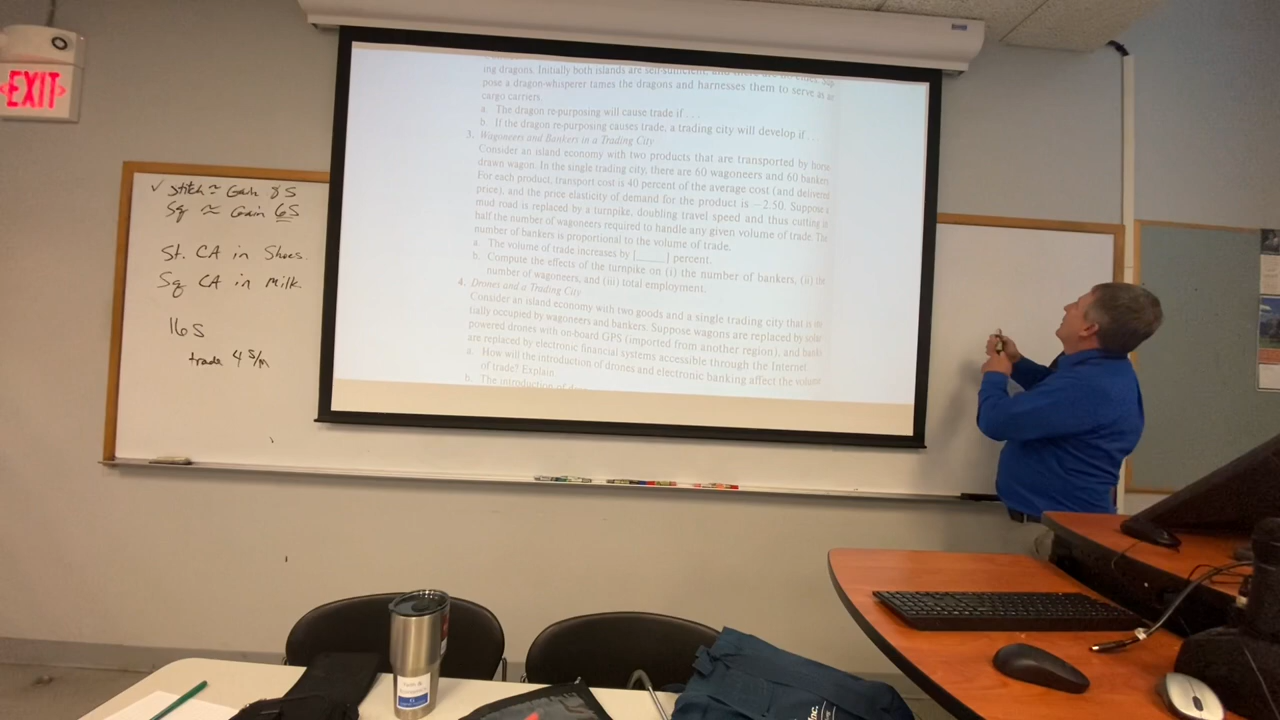 EXIT
✓ Stitch ≈ Gain 8 S
Sq ≈ Gain 6S
St. CA in Shoes.
Sq CA in Milk.
16 S
trade 4 S/M
ing dragons. Initially both islands are self-sufficient, and there are
pose a dragon-whisperer tames the dragons and harnesses them to serve as
cargo carriers.
a. The dragon re-purposing will cause trade if . . .
b. If the dragon re-purposing causes trade, a trading city will develop if . . .
3. Wagoneers and Bankers in a Trading City
Consider an island economy with two products that are transported by
drawn wagon. In the single trading city, there are 60 wagoneers and 60 bankers
For each product, transport cost is 40 percent of the average cost (and delivered
price), and the price elasticity of demand for the product is −2.50. Suppose a
mud road is replaced by a turnpike, doubling travel speed and thus cutting in
half the number of wagoneers required to handle any given volume of trade. The
number of bankers is proportional to the volume of trade.
a. The volume of trade increases by [_____] percent.
b. Compute the effects of the turnpike on (i) the number of bankers, (ii) the
number of wagoneers, and (iii) total employment.
4. Drones and a Trading City
Consider an island economy with two goods and a single trading city that is
tially occupied by wagoneers and bankers. Suppose wagons are replaced by solar
powered drones with on-board GPS (imported from another region), and banks
are replaced by electronic financial systems accessible through the Internet
a. How will the introduction of drones and electronic banking affect the volume
of trade? Explain
b. The introduction of
Inc.